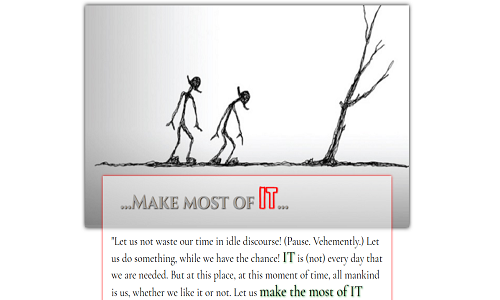 ...Make most of IT...
"Let us not waste our time in idle discourse! (Pause. Vehemently.) Let
us do something, while we have the chance! IT is (not) every day that
we are needed. But at this place, at this moment of time, all mankind
is us, whether we like it or not. Let us make the most of IT